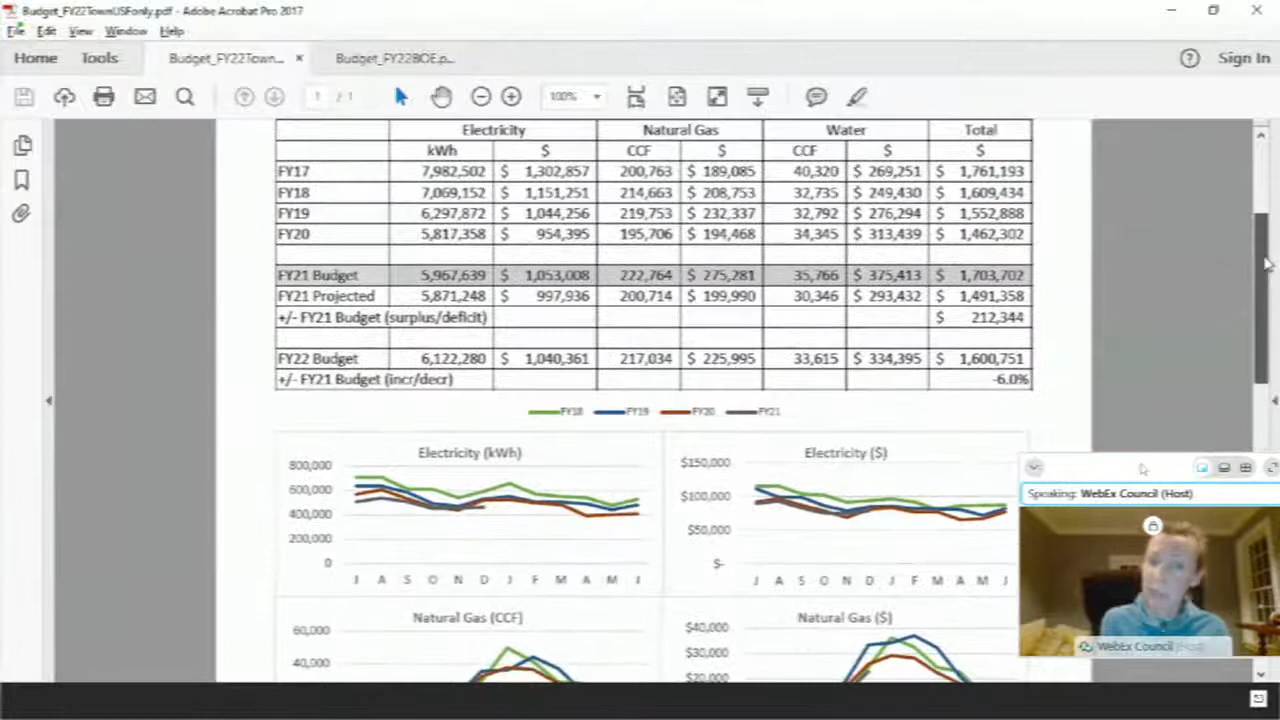 Budget_FY22TownUSFonly.pdf - Adobe Acrobat Pro 2017
File Edit View Window Help
Home Tools Budget_FY22Town... × Budget_FY22BOE.p... Sign In
1 / 1 100%
Electricity Natural Gas Water Total
kWh $ CCF $ CCF $ $
FY17 7,982,502 $ 1,302,857 200,763 $ 189,085 40,320 $ 269,251 $ 1,761,193
FY18 7,069,152 $ 1,151,251 214,663 $ 208,753 32,735 $ 249,430 $ 1,609,434
FY19 6,297,872 $ 1,044,256 219,753 $ 232,337 32,792 $ 276,294 $ 1,552,888
FY20 5,817,358 $ 954,395 195,706 $ 194,468 34,345 $ 313,439 $ 1,462,302
FY21 Budget 5,967,639 $ 1,053,008 222,764 $ 275,281 35,766 $ 375,413 $ 1,703,702
FY21 Projected 5,871,248 $ 997,936 200,714 $ 199,990 30,346 $ 293,432 $ 1,491,358
+/- FY21 Budget (surplus/deficit) $ 212,344
FY22 Budget 6,122,280 $ 1,040,361 217,034 $ 225,995 33,615 $ 334,395 $ 1,600,751
+/- FY21 Budget (incr/decr) -6.0%
FY18 FY19 FY20 FY21
Electricity (kWh)
800,000
600,000
400,000
200,000
0
J A S O N D J F M A M J
Electricity ($)
$150,000
$100,000
$50,000
$-
J A S O N D J F M A M J
Natural Gas (CCF)
60,000
40,000
Natural Gas ($)
$40,000
$30,000
$20,000
Speaking: WebEx Council (Host)
WebEx Council (Host)